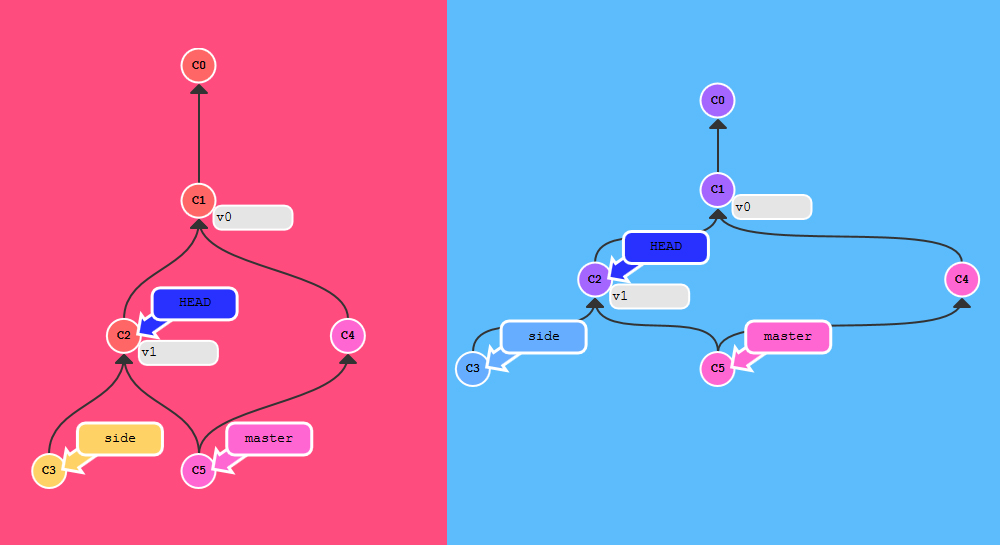 C0
C1
v0
HEAD
C2
C4
v1
side
master
C3
C5
C0
C1
v0
HEAD
C2
C4
v1
side
master
C3
C5